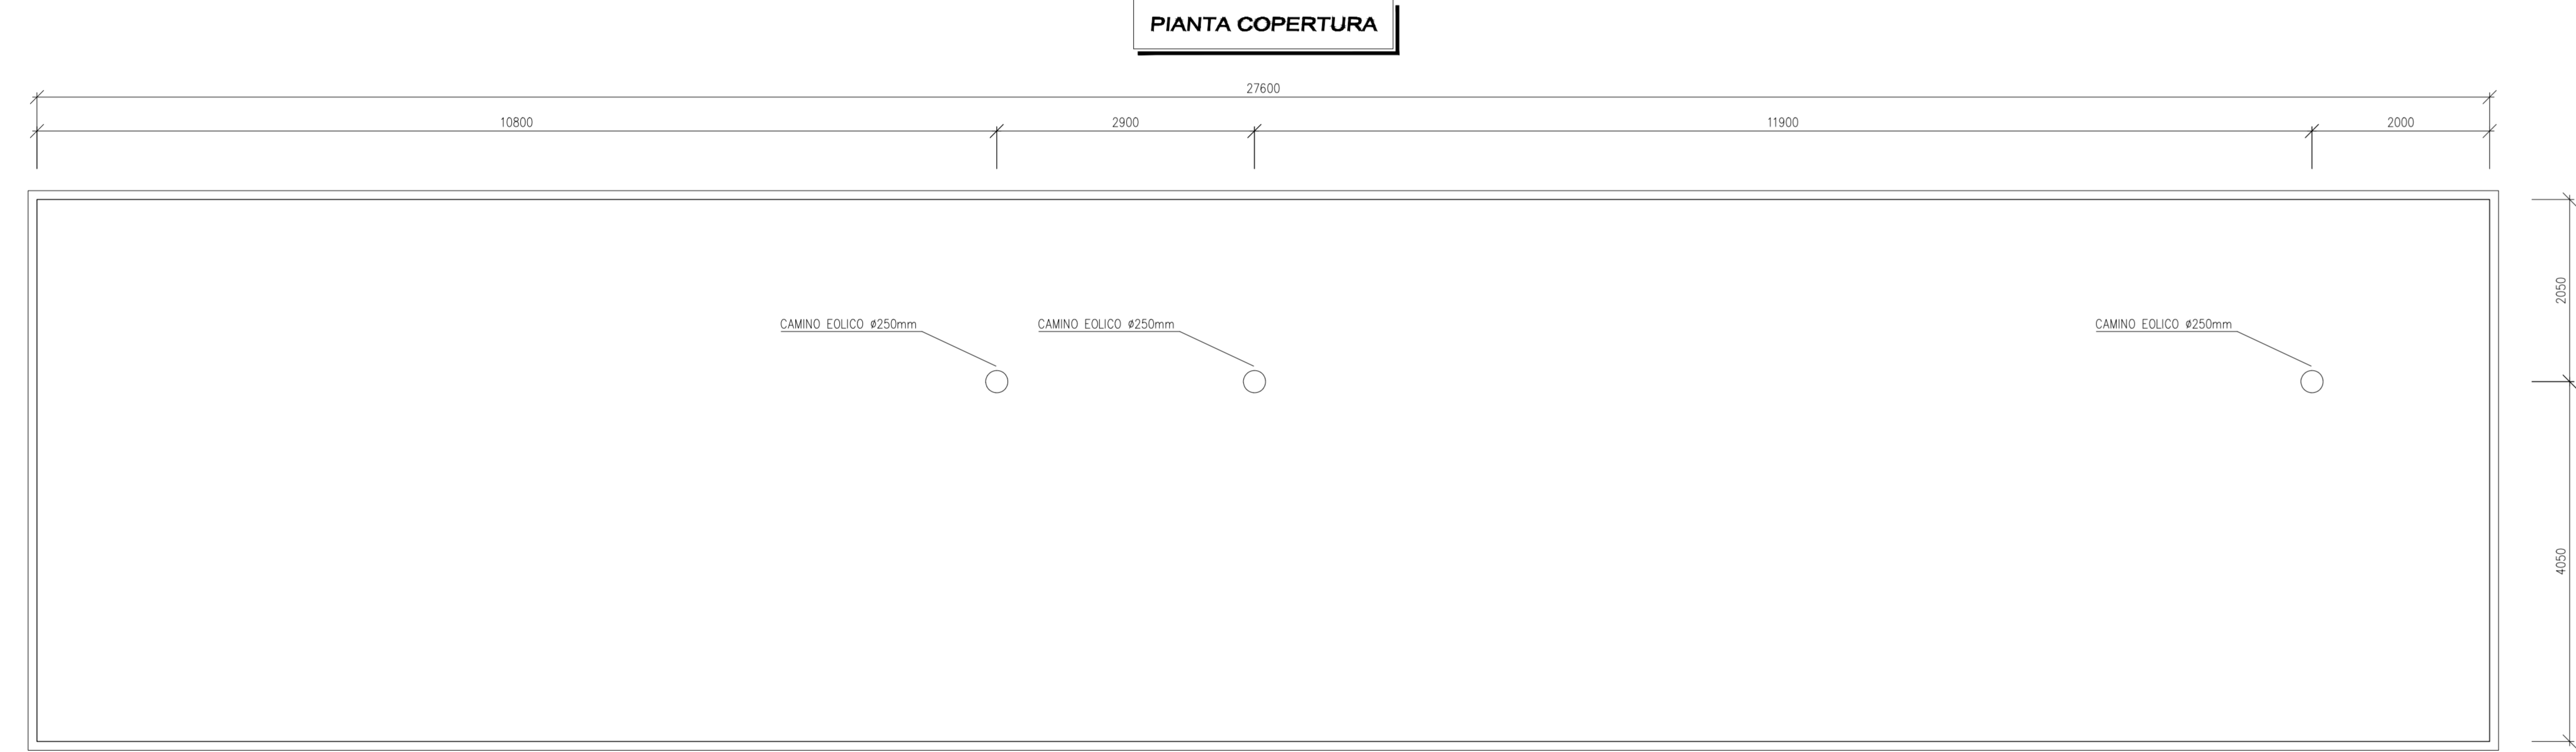 PIANTA COPERTURA
27600
10800
2900
11900
2000
2050
CAMINO EOLICO ø250mm
CAMINO EOLICO ø250mm
CAMINO EOLICO ø250mm
4050